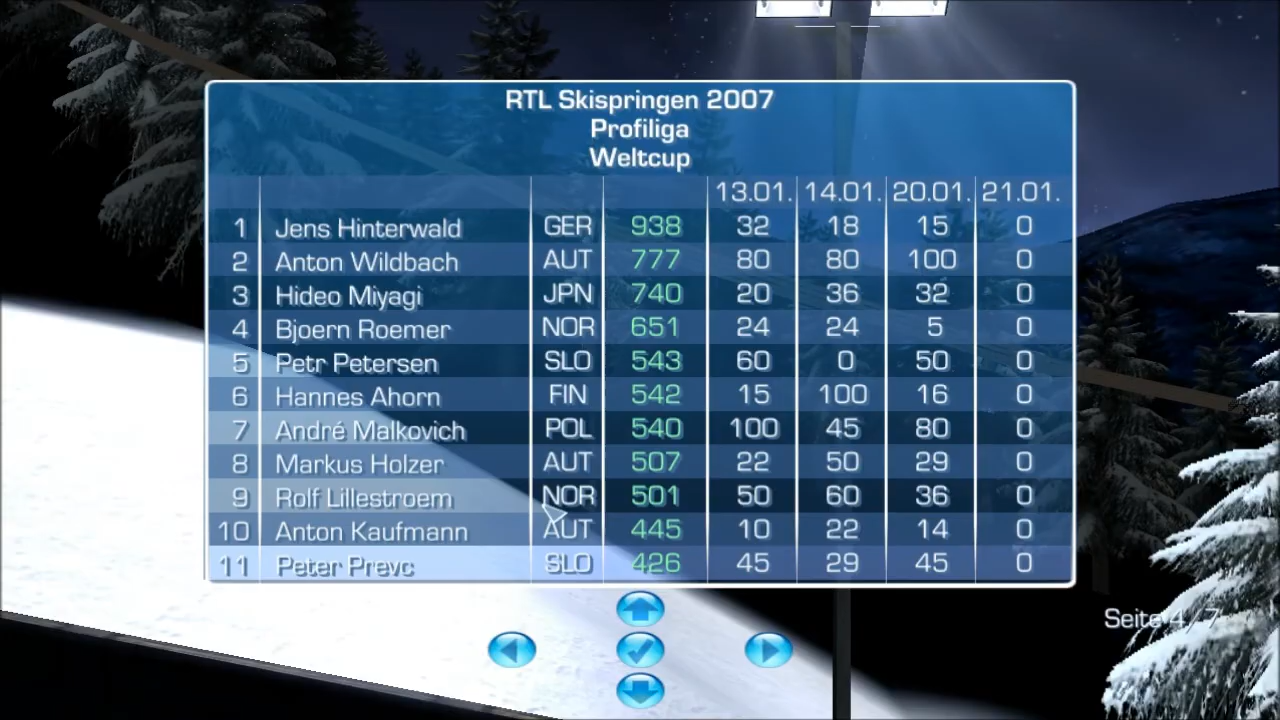 RTL Skispringen 2007
Profiliga
Weltcup
13.01. 14.01. 20.01. 21.01.
1 Jens Hinterwald GER 938 32 18 15 0
2 Anton Wildbach AUT 777 80 80 100 0
3 Hideo Miyagi JPN 740 20 36 32 0
4 Bjoern Roemer NOR 651 24 24 5 0
5 Petr Petersen SLO 543 60 0 50 0
6 Hannes Ahorn FIN 542 15 100 16 0
7 André Malkovich POL 540 100 45 80 0
8 Markus Holzer AUT 507 22 50 29 0
9 Rolf Lillestroem NOR 501 50 60 36 0
10 Anton Kaufmann AUT 445 10 22 14 0
11 Peter Prevc SLO 426 45 29 45 0
Seite 4/7